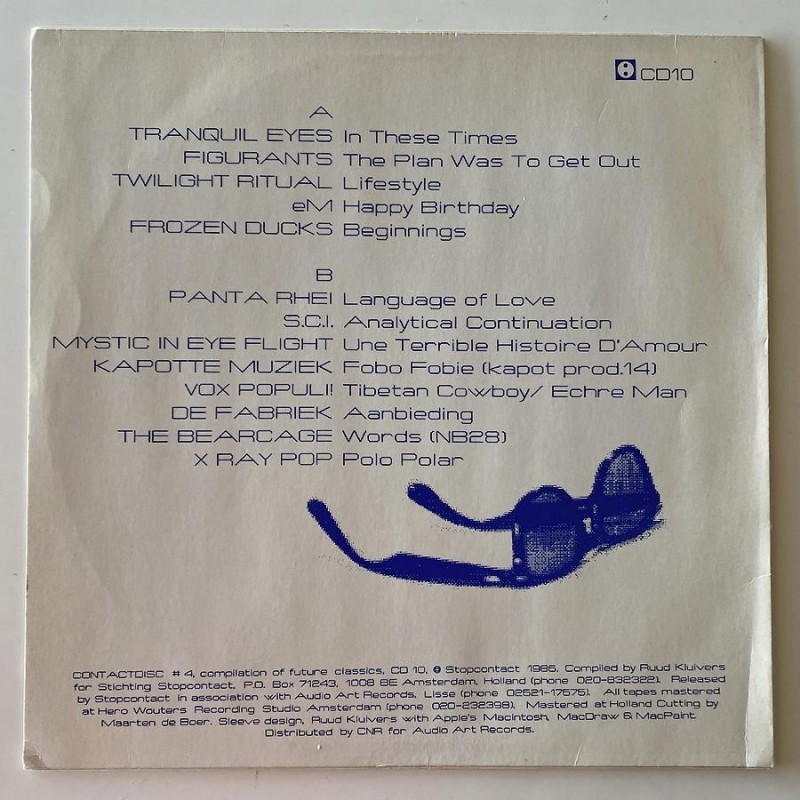 CD10
A
TRANQUIL EYES In These Times
FIGURANTS The Plan Was To Get Out
TWILIGHT RITUAL Lifestyle
eM Happy Birthday
FROZEN DUCKS Beginnings
B
PANTA RHEI Language of Love
S.C.I. Analytical Continuation
MYSTIC IN EYE FLIGHT Une Terrible Histoire D'Amour
KAPOTTE MUZIEK Fobo Fobie (kapot prod.14)
VOX POPULI! Tibetan Cowboy/ Echre Man
DE FABRIEK Aanbieding
THE BEARCAGE Words (NB28)
X RAY POP Polo Polar
CONTACTDISC # 4, compilation of future classics, CD 10, ℗ Stopcontact 1986. Compiled by Ruud Kluivers
for Stichting Stopcontact, P.O. Box 71243, 1008 BE Amsterdam, Holland (phone 020-832322). Released
by Stopcontact in association with Audio Art Records, Lisse (phone 02521-17575). All tapes mastered
at Hero Wouters Recording Studio Amsterdam (phone 020-232398). Mastered at Holland Cutting by
Maarten de Boer. Sleeve design, Ruud Kluivers with Apple's Macintosh, MacDraw & MacPaint.
Distributed by CNR for Audio Art Records.